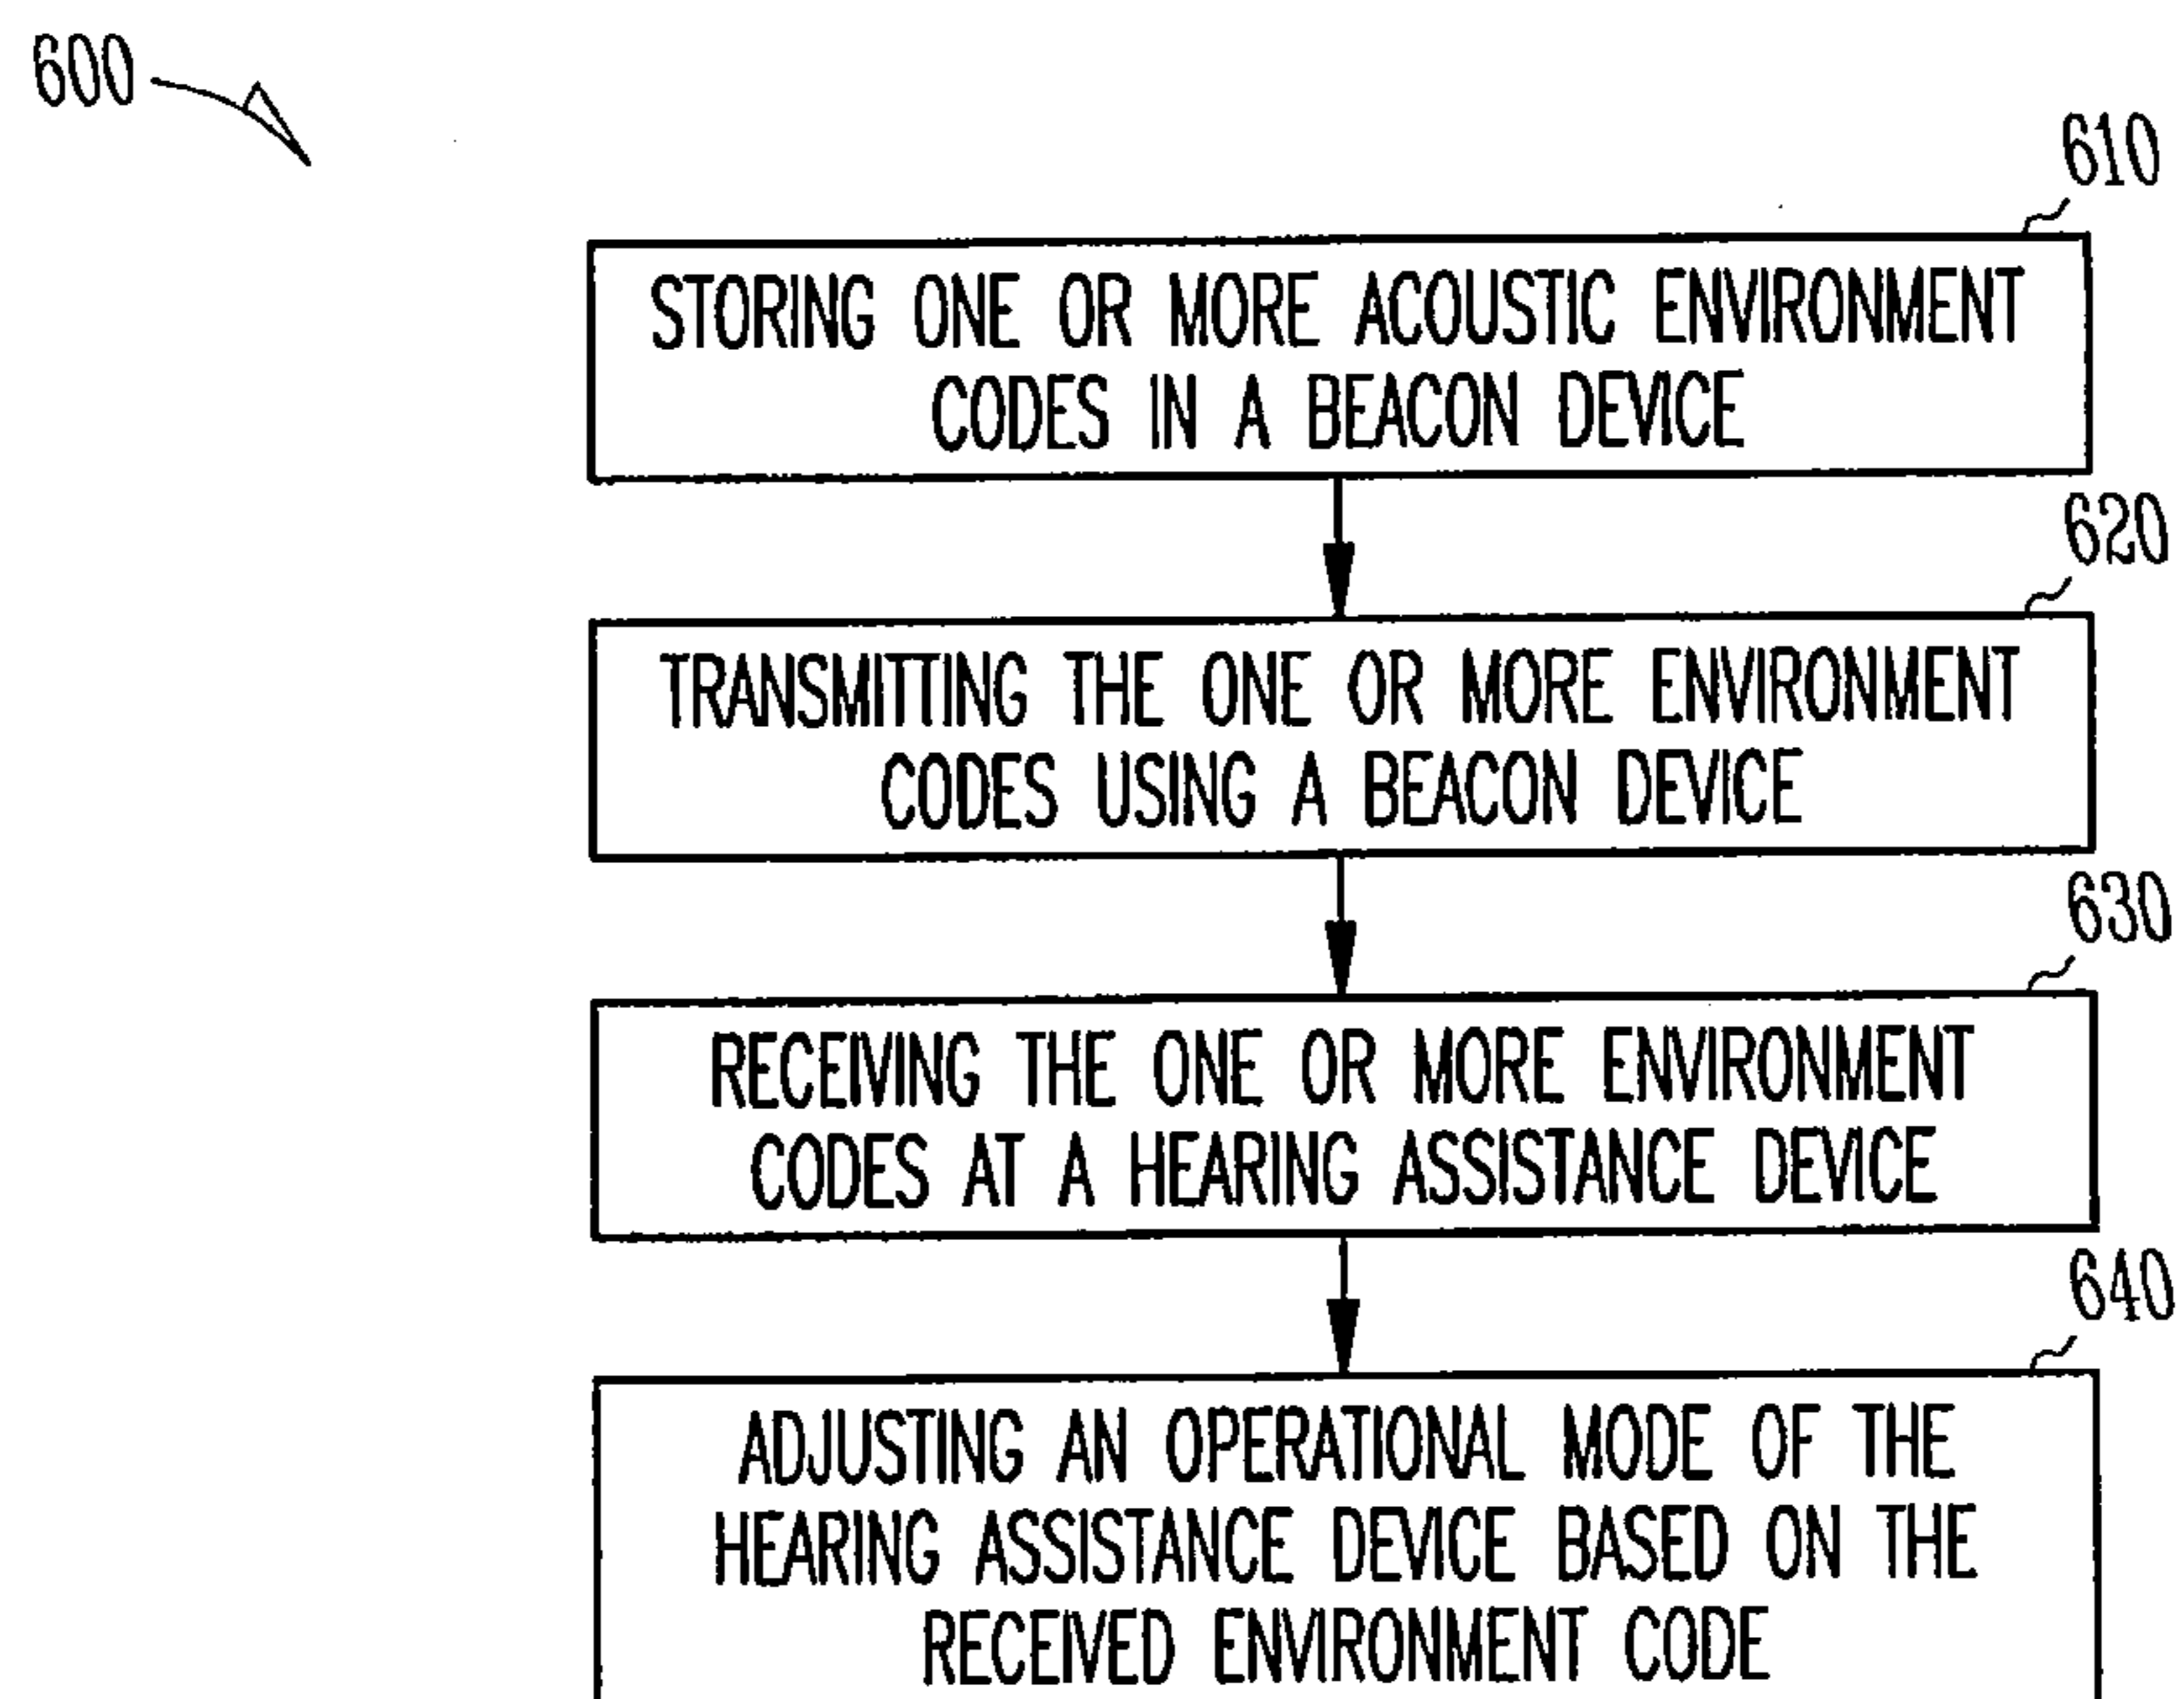 600
610
STORING ONE OR MORE ACOUSTIC ENVIRONMENT
CODES IN A BEACON DEVICE
620
TRANSMITTING THE ONE OR MORE ENVIRONMENT
CODES USING A BEACON DEVICE
630
RECEIVING THE ONE OR MORE ENVIRONMENT
CODES AT A HEARING ASSISTANCE DEVICE
640
ADJUSTING AN OPERATIONAL MODE OF THE
HEARING ASSISTANCE DEVICE BASED ON THE
RECEIVED ENVIRONMENT CODE